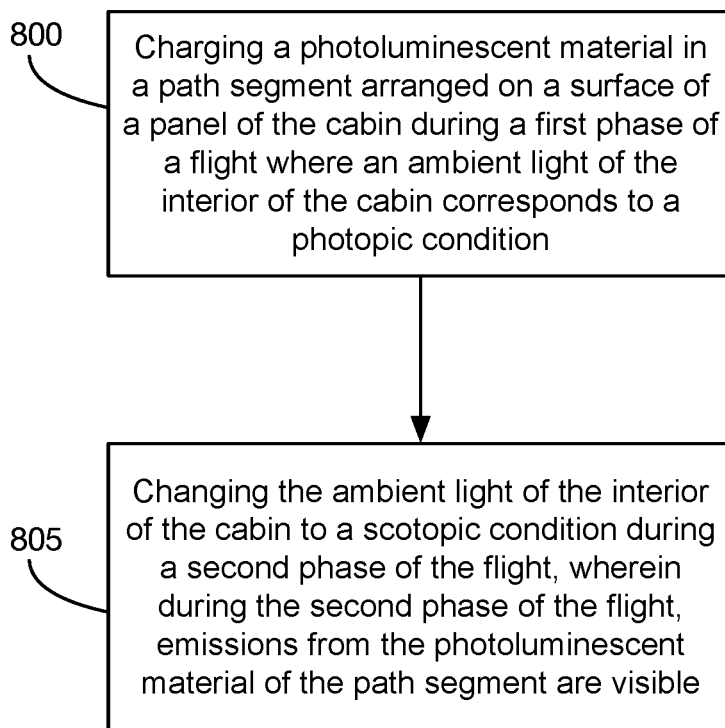 800
Charging a photoluminescent material in
a path segment arranged on a surface of
a panel of the cabin during a first phase of
a flight where an ambient light of the
interior of the cabin corresponds to a
photopic condition
805
Changing the ambient light of the interior
of the cabin to a scotopic condition during
a second phase of the flight, wherein
during the second phase of the flight,
emissions from the photoluminescent
material of the path segment are visible